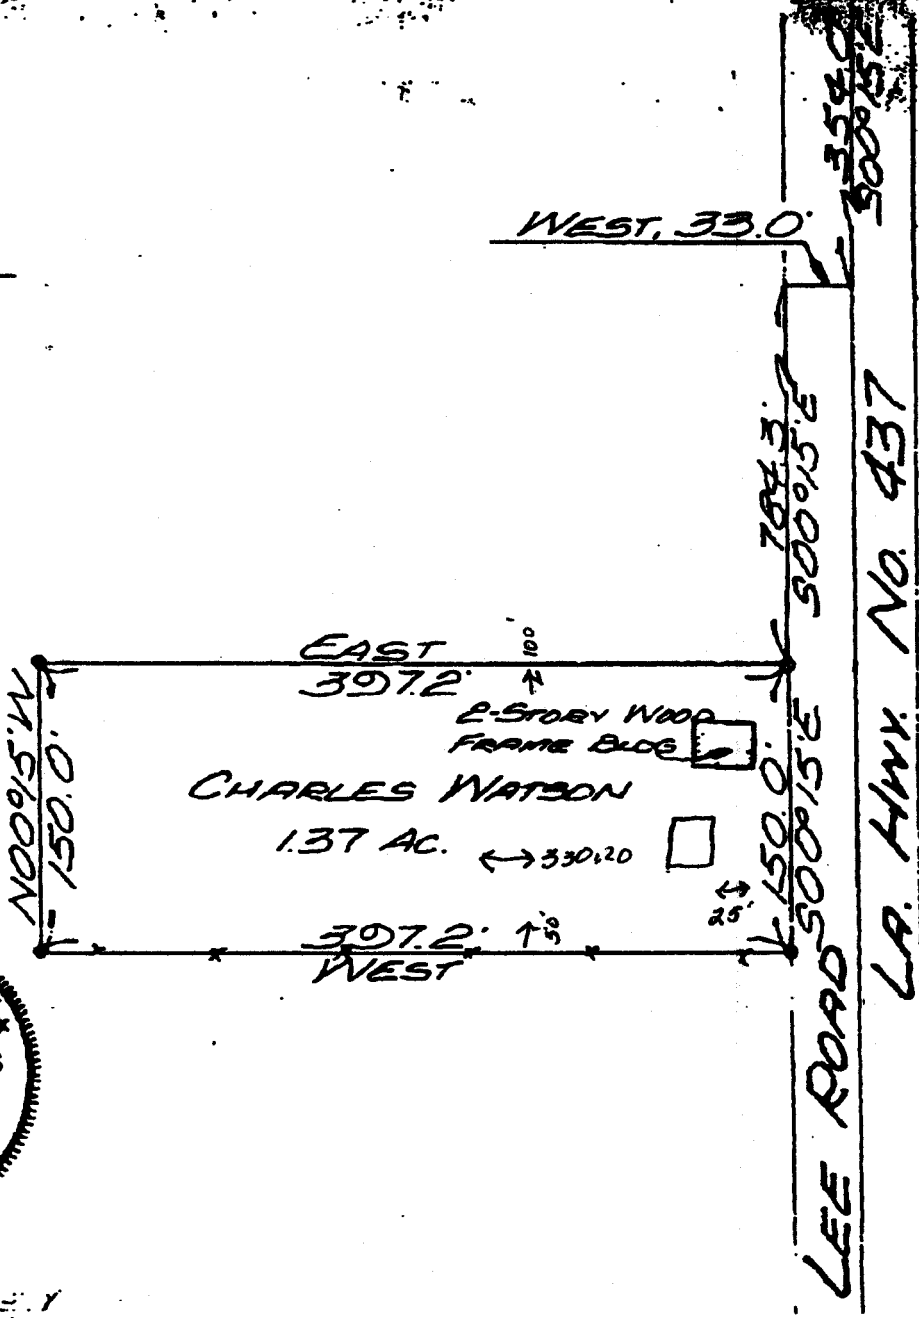 WEST, 33.0'
S00°15'E
784.3'
S00°15'E
LA. HWY. No. 437
EAST
397.2'
100'
2-STORY WOOD
FRAME BLDG
CHARLES WATSON
1.37 AC.
330.20
25'
50'
397.2'
WEST
N00°15'W
150.0'
150.0'
S00°15'E
LEE ROAD